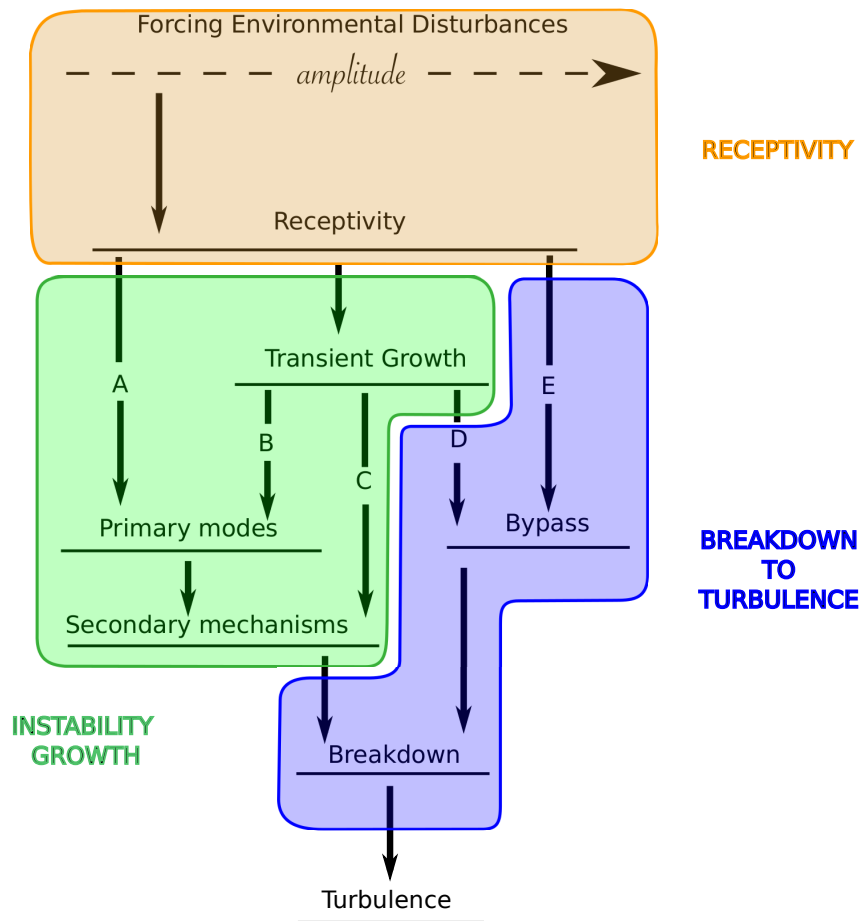 Forcing Environmental Disturbances
amplitude
RECEPTIVITY
Receptivity
Transient Growth
A
E
B
D
C
Primary modes
Bypass
BREAKDOWN
TO
TURBULENCE
Secondary mechanisms
INSTABILITY
GROWTH
Breakdown
Turbulence